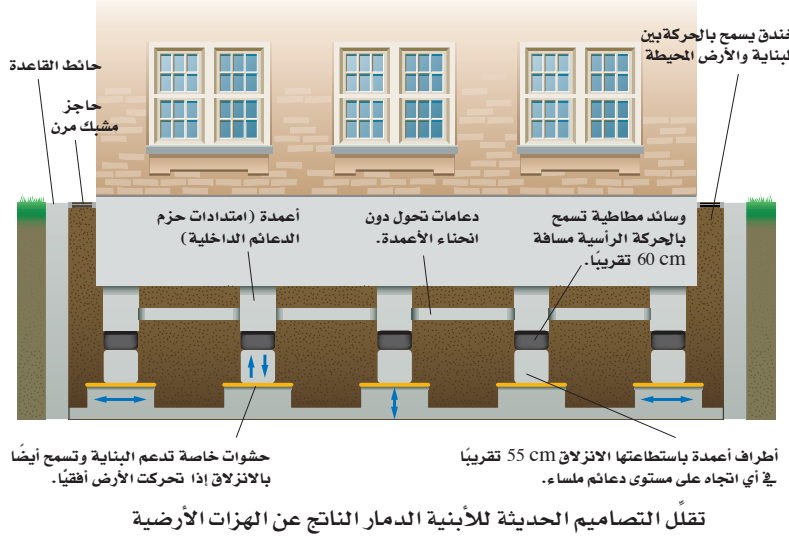 خندق يسمح بالحركة بين
البناية والأرض المحيطة
حائط القاعدة
حاجز
مشبك مرن
وسائد مطاطية تسمح
بالحركة الرأسية مسافة
60 cm تقريبًا.
دعامات تحول دون
انحناء الأعمدة.
أعمدة (امتدادات حزم
الدعائم الداخلية)
أطراف أعمدة باستطاعتها الانزلاق 55 cm تقريبًا
في أي اتجاه على مستوى دعائم ملساء.
حشوات خاصة تدعم البناية وتسمح أيضًا
بالانزلاق إذا تحركت الأرض أفقيًا.
تقلّل التصاميم الحديثة للأبنية الدمار الناتج عن الهزات الأرضية